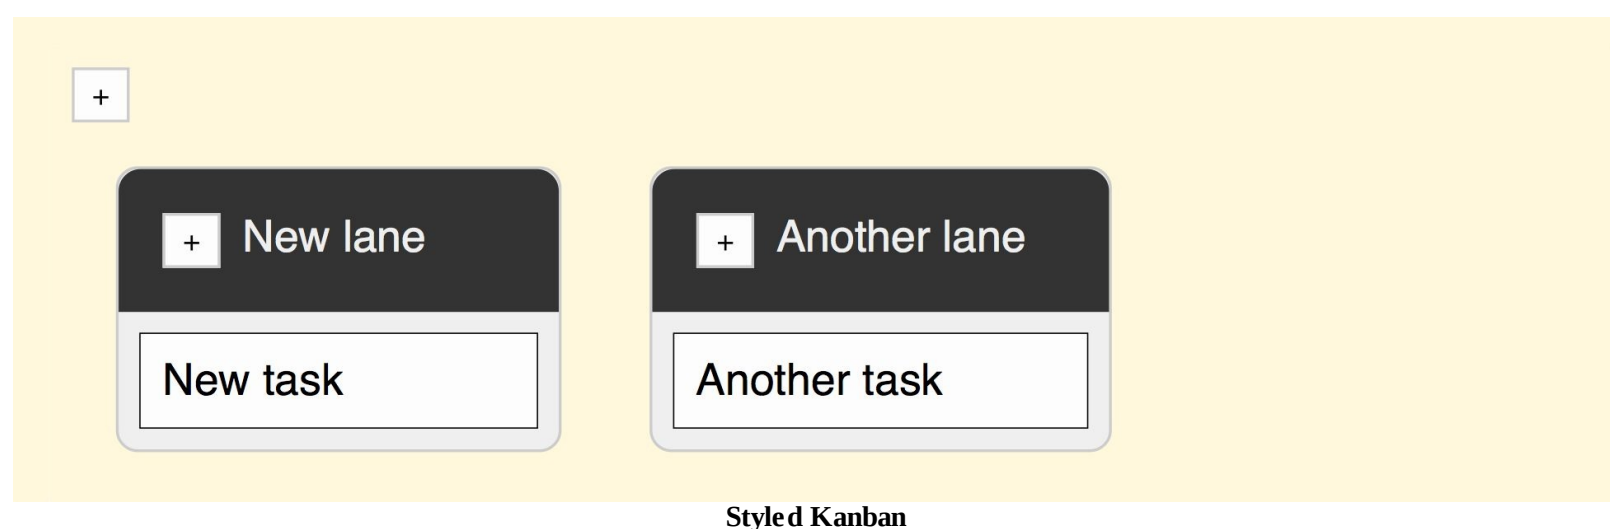 +
+ New lane
+ Another lane
New task
Another task
Styled Kanban